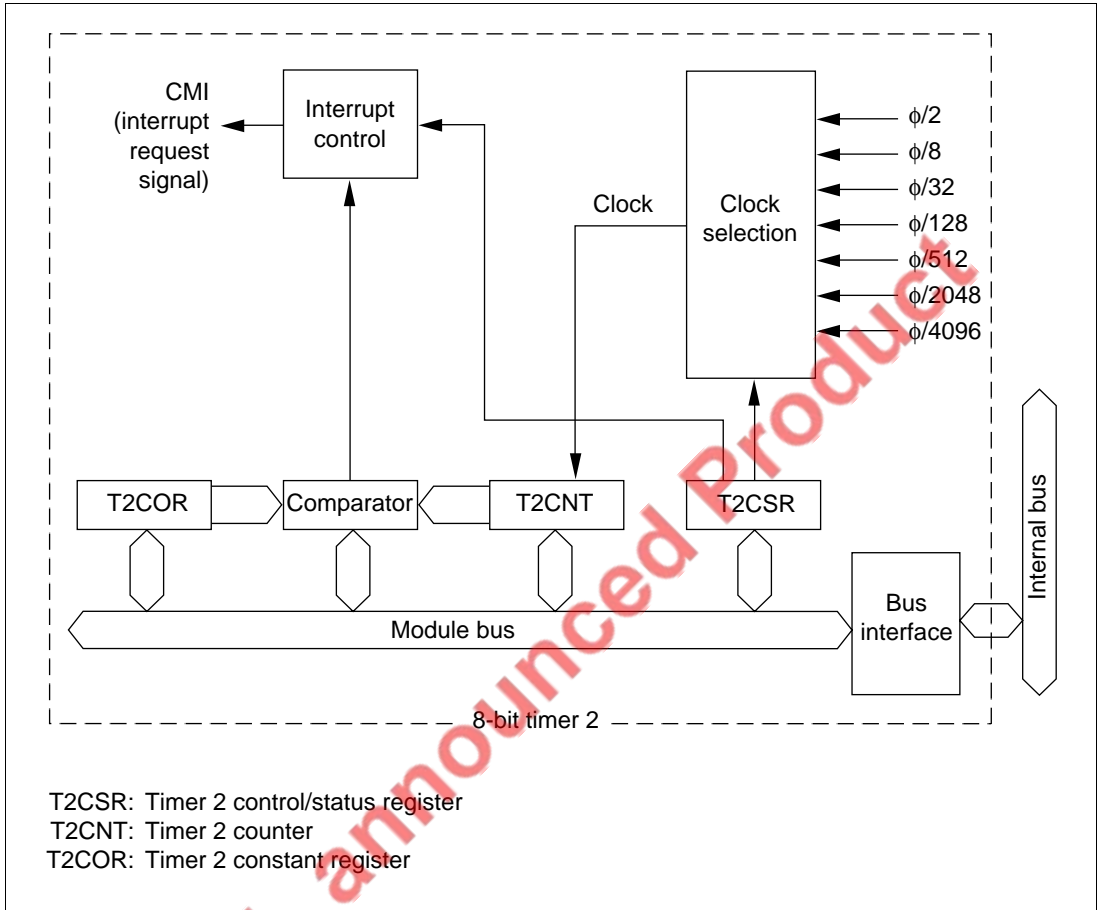 CMI
(interrupt
request
signal)
Interrupt
control
Clock
Clock
selection
ϕ/2
ϕ/8
ϕ/32
ϕ/128
ϕ/512
ϕ/2048
ϕ/4096
T2COR
Comparator
T2CNT
T2CSR
Module bus
Bus
interface
Internal bus
8-bit timer 2
T2CSR: Timer 2 control/status register
T2CNT: Timer 2 counter
T2COR: Timer 2 constant register
announced Product